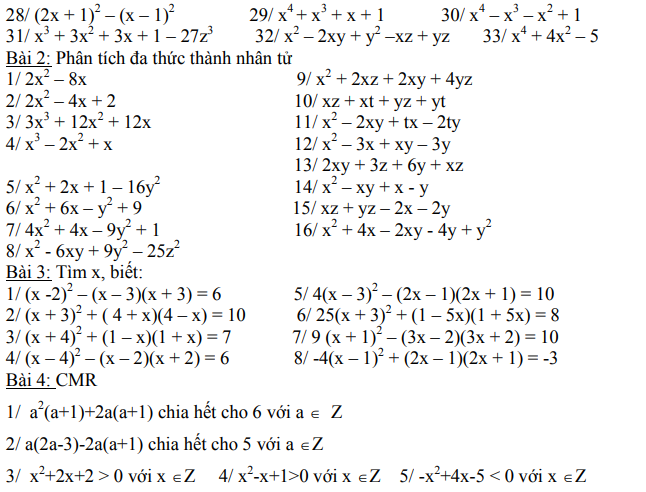 28/ (2x + 1)² – (x – 1)² 29/ x⁴ + x³ + x + 1 30/ x⁴ – x³ – x² + 1
31/ x³ + 3x² + 3x + 1 – 27z³ 32/ x² – 2xy + y² –xz + yz 33/ x⁴ + 4x² – 5
Bài 2: Phân tích đa thức thành nhân tử
1/ 2x² – 8x 9/ x² + 2xz + 2xy + 4yz
2/ 2x² – 4x + 2 10/ xz + xt + yz + yt
3/ 3x³ + 12x² + 12x 11/ x² – 2xy + tx – 2ty
4/ x³ – 2x² + x 12/ x² – 3x + xy – 3y
13/ 2xy + 3z + 6y + xz
5/ x² + 2x + 1 – 16y² 14/ x² – xy + x - y
6/ x² + 6x – y² + 9 15/ xz + yz – 2x – 2y
7/ 4x² + 4x – 9y² + 1 16/ x² + 4x – 2xy - 4y + y²
8/ x² - 6xy + 9y² – 25z²
Bài 3: Tìm x, biết:
1/ (x -2)² – (x – 3)(x + 3) = 6 5/ 4(x – 3)² – (2x – 1)(2x + 1) = 10
2/ (x + 3)² + ( 4 + x)(4 – x) = 10 6/ 25(x + 3)² + (1 – 5x)(1 + 5x) = 8
3/ (x + 4)² + (1 – x)(1 + x) = 7 7/ 9 (x + 1)² – (3x – 2)(3x + 2) = 10
4/ (x – 4)² – (x – 2)(x + 2) = 6 8/ -4(x – 1)² + (2x – 1)(2x + 1) = -3
Bài 4: CMR
1/ a²(a+1)+2a(a+1) chia hết cho 6 với a ∈ Z
2/ a(2a-3)-2a(a+1) chia hết cho 5 với a ∈Z
3/ x²+2x+2 > 0 với x ∈Z 4/ x²-x+1>0 với x ∈Z 5/ -x²+4x-5 < 0 với x ∈Z